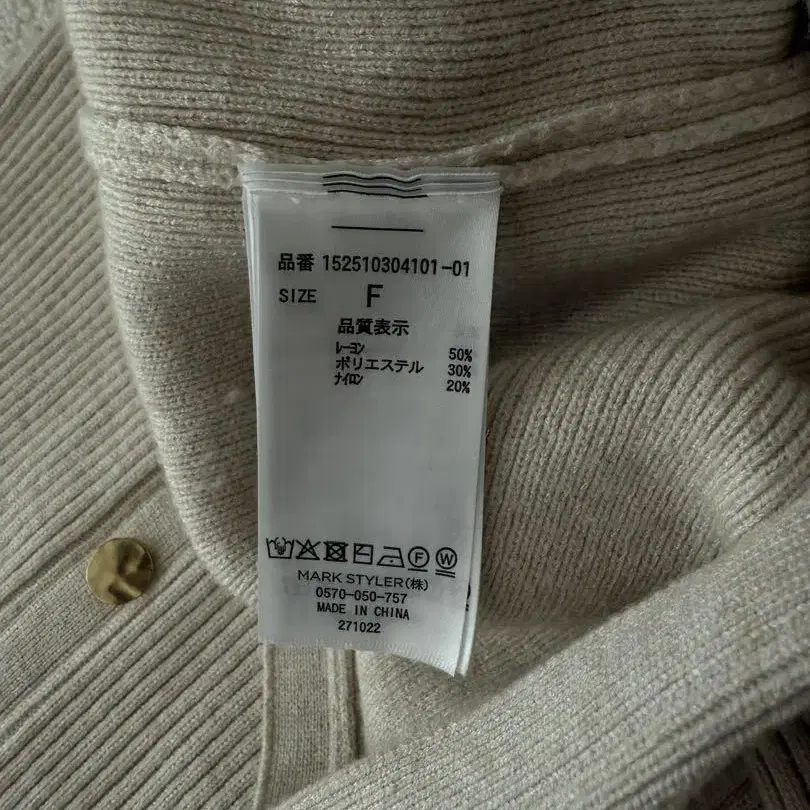 品番 152510304101-01
SIZE F
品質表示
レーヨン 50%
ポリエステル 30%
ナイロン 20%
F W
MARK STYLER(株)
0570-050-757
MADE IN CHINA
271022